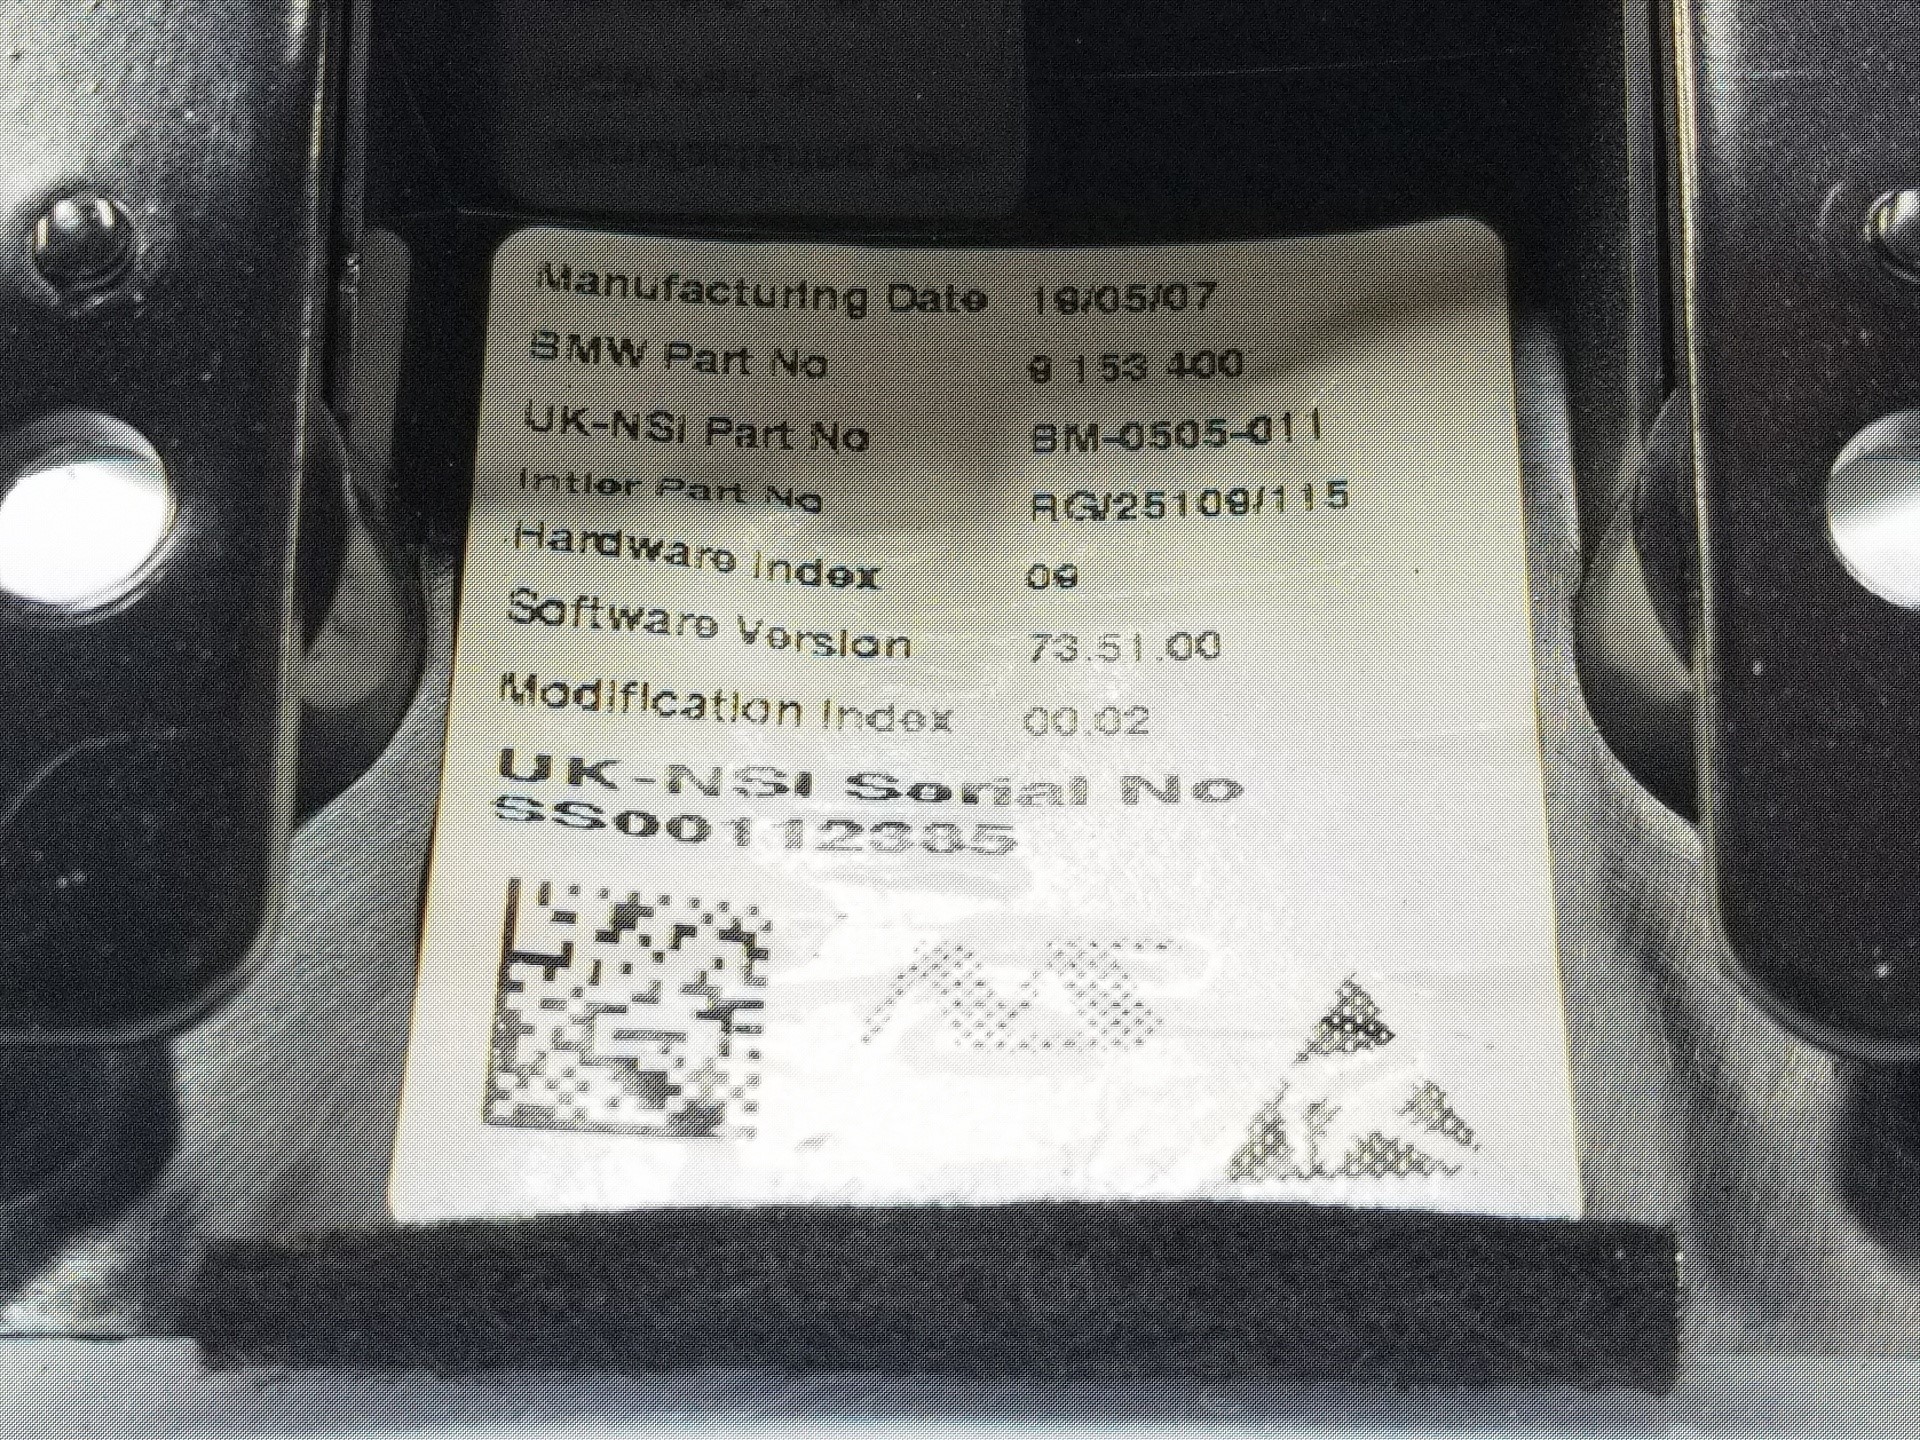 Manufacturing Date 19/05/07
BMW Part No 9 153 400
UK-NSI Part No BM-0505-011
Intier Part No RG/25109/115
Hardware Index 09
Software Version 73.51.00
Modification Index 00.02
UK-NSI Serial No
SS00112335